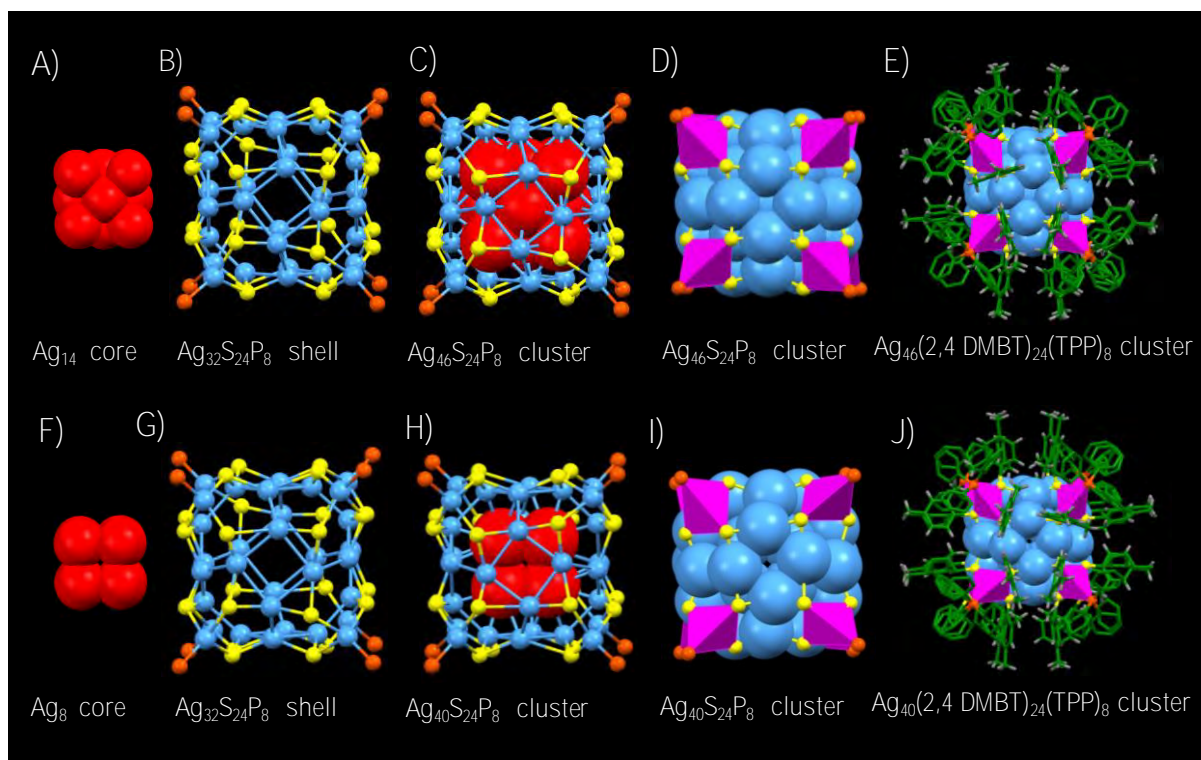 A)
B)
C)
D)
E)
Ag₁₄ core
Ag₃₂S₂₄P₈ shell
Ag₄₆S₂₄P₈ cluster
Ag₄₆S₂₄P₈ cluster
Ag₄₆(2,4 DMBT)₂₄(TPP)₈ cluster
F)
G)
H)
I)
J)
Ag₈ core
Ag₃₂S₂₄P₈ shell
Ag₄₀S₂₄P₈ cluster
Ag₄₀S₂₄P₈ cluster
Ag₄₀(2,4 DMBT)₂₄(TPP)₈ cluster